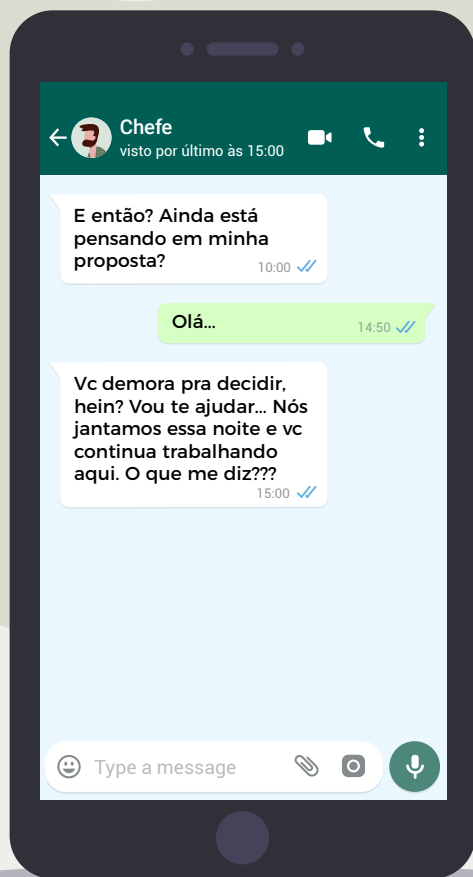 Chefe
visto por último às 15:00
E então? Ainda está
pensando em minha
proposta?
10:00
Olá...
14:50
Vc demora pra decidir,
hein? Vou te ajudar... Nós
jantamos essa noite e vc
continua trabalhando
aqui. O que me diz???
15:00
Type a message